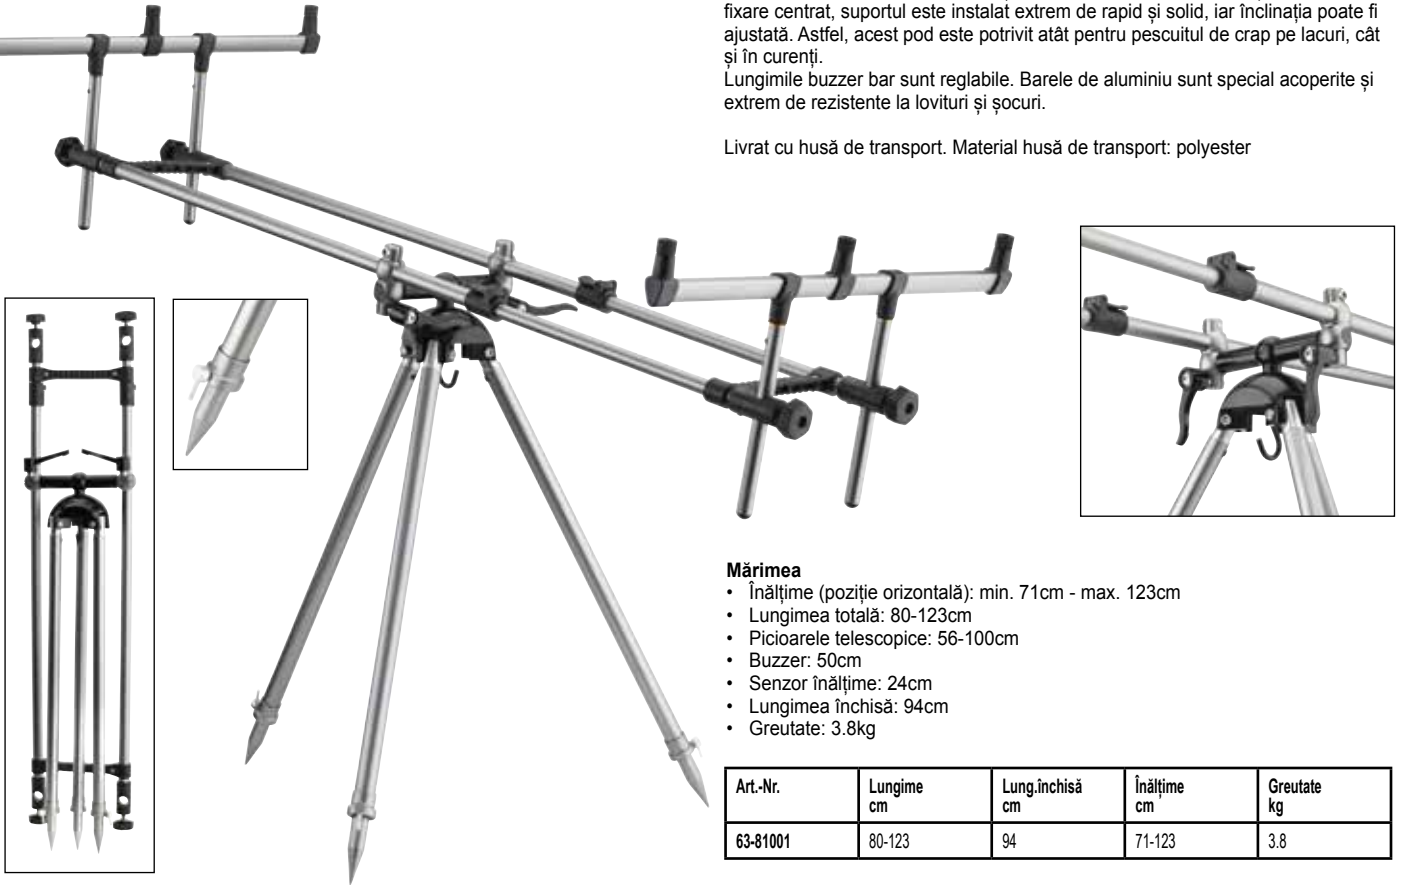 fixare centrat, suportul este instalat extrem de rapid și solid, iar înclinația poate fi
ajustată. Astfel, acest pod este potrivit atât pentru pescuitul de crap pe lacuri, cât
și în curenți.
Lungimile buzzer bar sunt reglabile. Barele de aluminiu sunt special acoperite și
extrem de rezistente la lovituri și șocuri.
Livrat cu husă de transport. Material husă de transport: polyester
Mărimea
• Înălțime (poziție orizontală): min. 71cm - max. 123cm
• Lungimea totală: 80-123cm
• Picioarele telescopice: 56-100cm
• Buzzer: 50cm
• Senzor înălțime: 24cm
• Lungimea închisă: 94cm
• Greutate: 3.8kg
Art.-Nr. Lungime Lung.închisă Înălțime Greutate
cm cm cm kg
63-81001 80-123 94 71-123 3.8